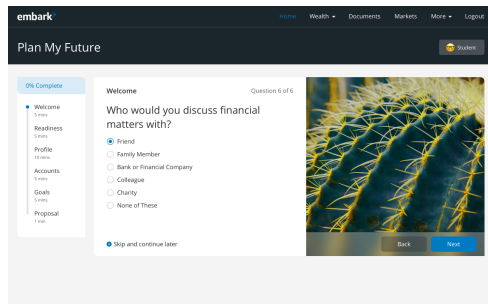 embark
Home Wealth Documents Markets More Logout
Plan My Future
Student
0% Complete
Welcome
5 mins
Readiness
5 mins
Profile
10 mins
Accounts
5 mins
Goals
5 mins
Proposal
1 min
Welcome
Question 6 of 6
Who would you discuss financial
matters with?
Friend
Family Member
Bank or Financial Company
Colleague
Charity
None of These
Skip and continue later
Back
Next